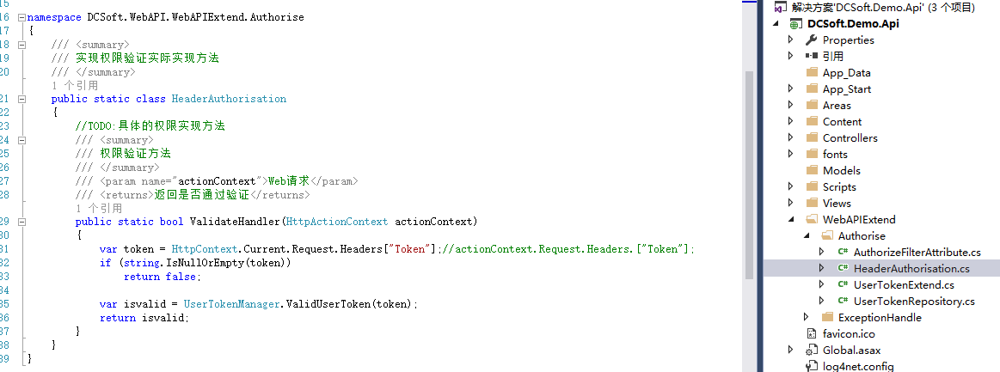 15
16 namespace DCSoft.WebAPI.WebAPIExtend.Authorise
17 {
18 /// <summary>
19 /// 实现权限验证实际实现方法
20 /// </summary>
1 个引用
21 public static class HeaderAuthorisation
22 {
23 //TODO:具体的权限实现方法
24 /// <summary>
25 /// 权限验证方法
26 /// </summary>
27 /// <param name="actionContext">Web请求</param>
28 /// <returns>返回是否通过验证</returns>
1 个引用
29 public static bool ValidateHandler(HttpActionContext actionContext)
30 {
31 var token = HttpContext.Current.Request.Headers["Token"];//actionContext.Request.Headers.["Token"];
32 if (string.IsNullOrEmpty(token))
33 return false;
34
35 var isvalid = UserTokenManager.ValidUserToken(token);
36 return isvalid;
37 }
38 }
39 }
解决方案'DCSoft.Demo.Api' (3 个项目)
DCSoft.Demo.Api
Properties
引用
App_Data
App_Start
Areas
Content
Controllers
fonts
Models
Scripts
Views
WebAPIExtend
Authorise
C# AuthorizeFilterAttribute.cs
C# HeaderAuthorisation.cs
C# UserTokenExtend.cs
C# UserTokenRepository.cs
ExceptionHandle
favicon.ico
Global.asax
log4net.config